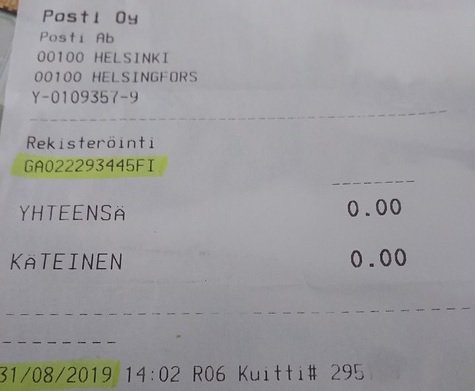 Posti Oy
Posti Ab
00100 HELSINKI
00100 HELSINGFORS
Y-0109357-9
Rekisteröinti
GA022293445FI
YHTEENSÄ 0.00
KÄTEINEN 0.00
31/08/2019 14:02 R06 Kuitti# 295